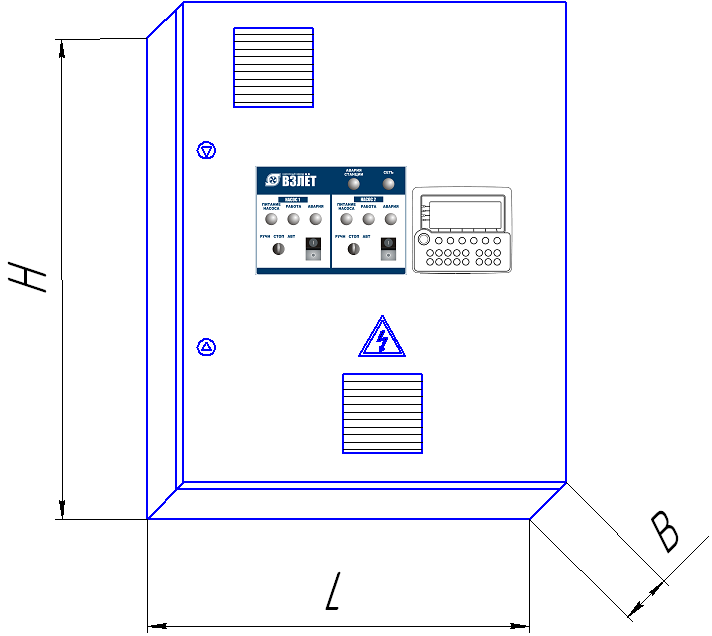 АВАРИЯ СТАНЦИИ
СЕТЬ
ВЗЛЁТ
НАСОС 1
НАСОС 2
ПИТАНИЕ НАСОСА
РАБОТА
АВАРИЯ
ПИТАНИЕ НАСОСА
РАБОТА
АВАРИЯ
РУЧН СТОП АВТ
РУЧН СТОП АВТ
H
B
L